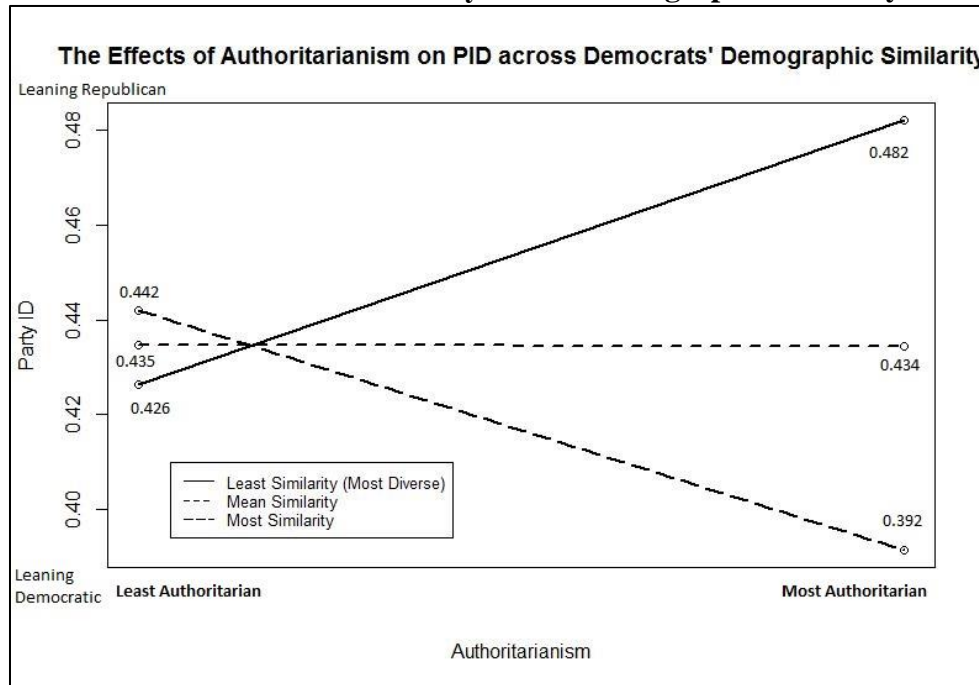 The Effects of Authoritarianism on PID across Democrats' Demographic Similarity
Leaning Republican
0.48
0.482
0.46
0.442
0.44
Party ID
0.435
0.434
0.426
0.42
Least Similarity (Most Diverse)
Mean Similarity
Most Similarity
0.40
0.392
Leaning
Democratic
Least Authoritarian
Most Authoritarian
Authoritarianism